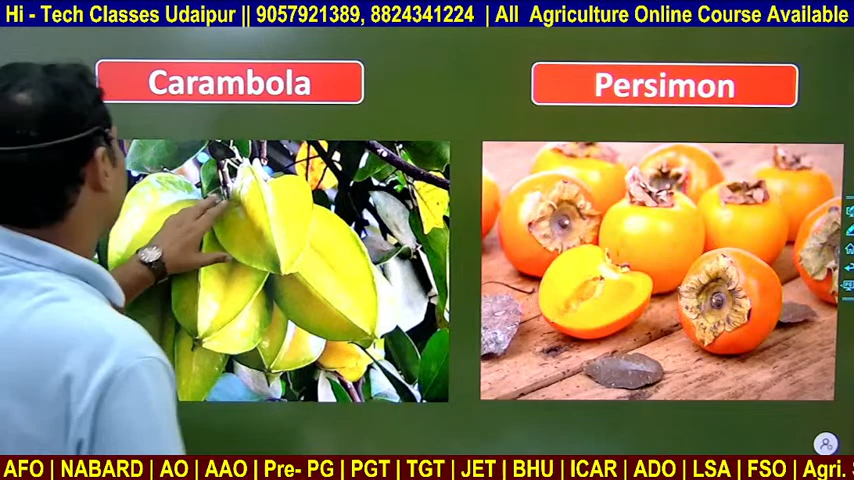 Hi - Tech Classes Udaipur || 9057921389, 8824341224 | All Agriculture Online Course Available
Carambola
Persimon
AFO | NABARD | AO | AAO | Pre- PG | PGT | TGT | JET | BHU | ICAR | ADO | LSA | FSO | Agri.